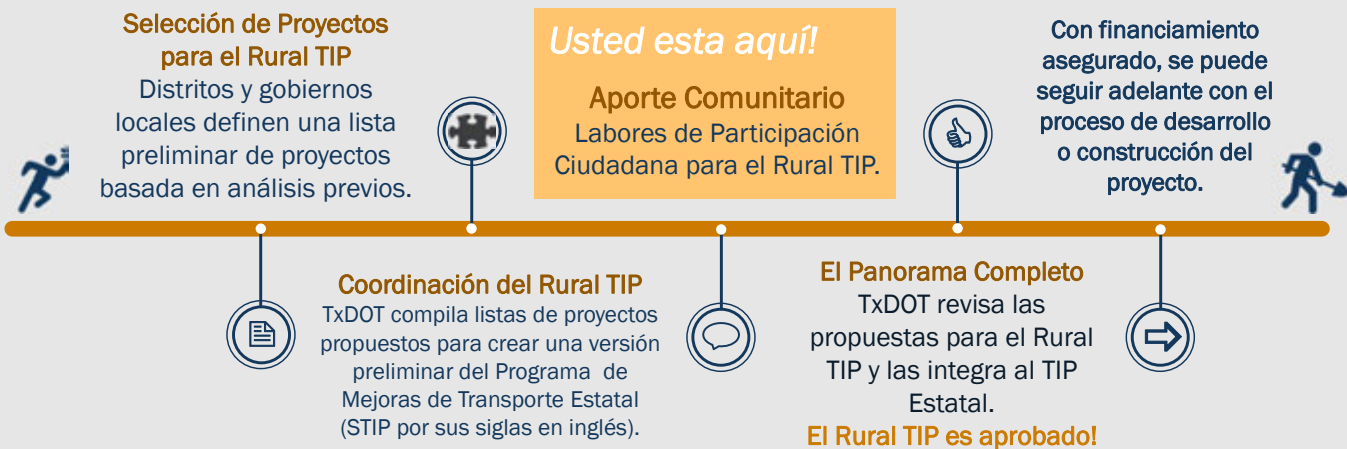 Selección de Proyectos
para el Rural TIP
Distritos y gobiernos
locales definen una lista
preliminar de proyectos
basada en análisis previos.
Coordinación del Rural TIP
TxDOT compila listas de proyectos
propuestos para crear una versión
preliminar del Programa de
Mejoras de Transporte Estatal
(STIP por sus siglas en inglés).
Usted esta aquí!
Aporte Comunitario
Labores de Participación
Ciudadana para el Rural TIP.
El Panorama Completo
TxDOT revisa las
propuestas para el Rural
TIP y las integra al TIP
Estatal.
El Rural TIP es aprobado!
Con financiamiento
asegurado, se puede
seguir adelante con el
proceso de desarrollo
o construcción del
proyecto.